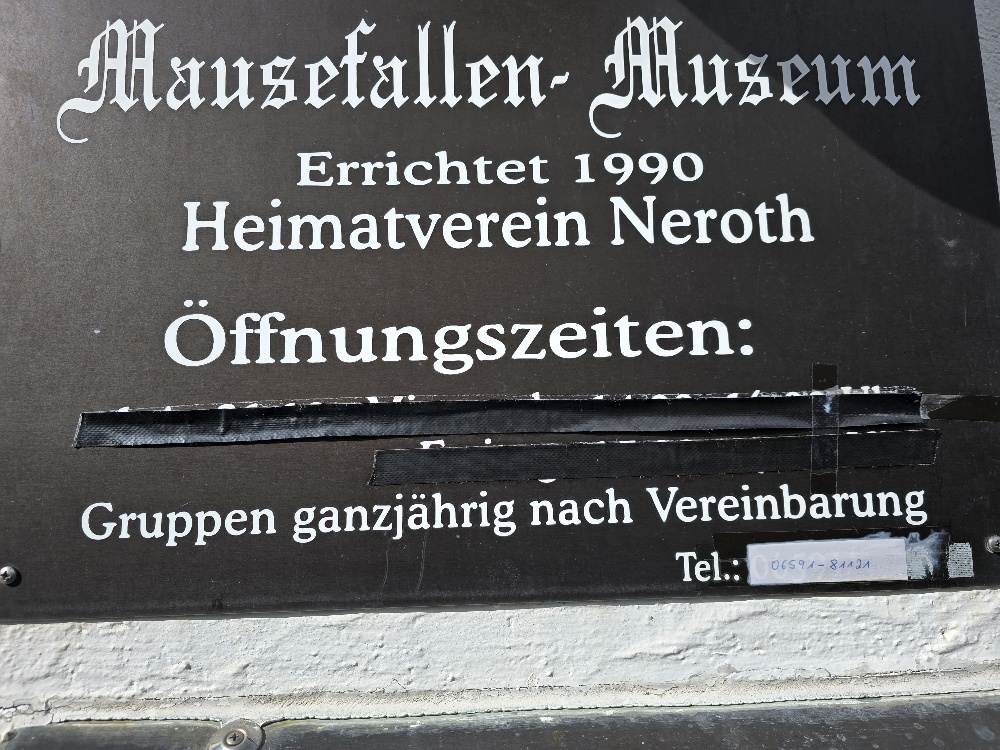 Mausefallen-Museum
Errichtet 1990
Heimatverein Neroth
Öffnungszeiten:
Gruppen ganzjährig nach Vereinbarung
Tel.: 06591-81121